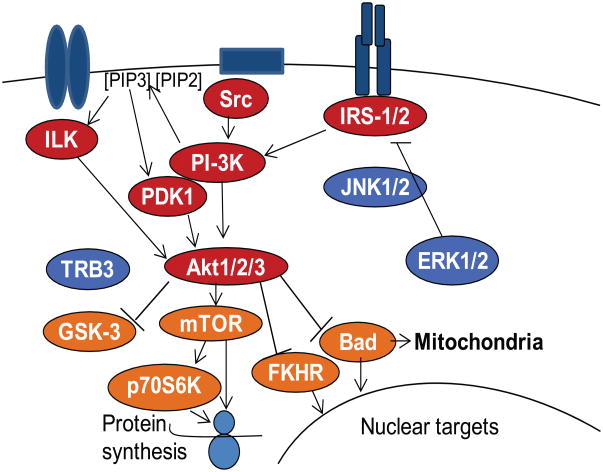 [PIP3] [PIP2]
Src
IRS-1/2
ILK
PI-3K
PDK1
JNK1/2
TRB3
Akt1/2/3
ERK1/2
GSK-3
mTOR
Bad
Mitochondria
p70S6K
FKHR
Protein
synthesis
Nuclear targets